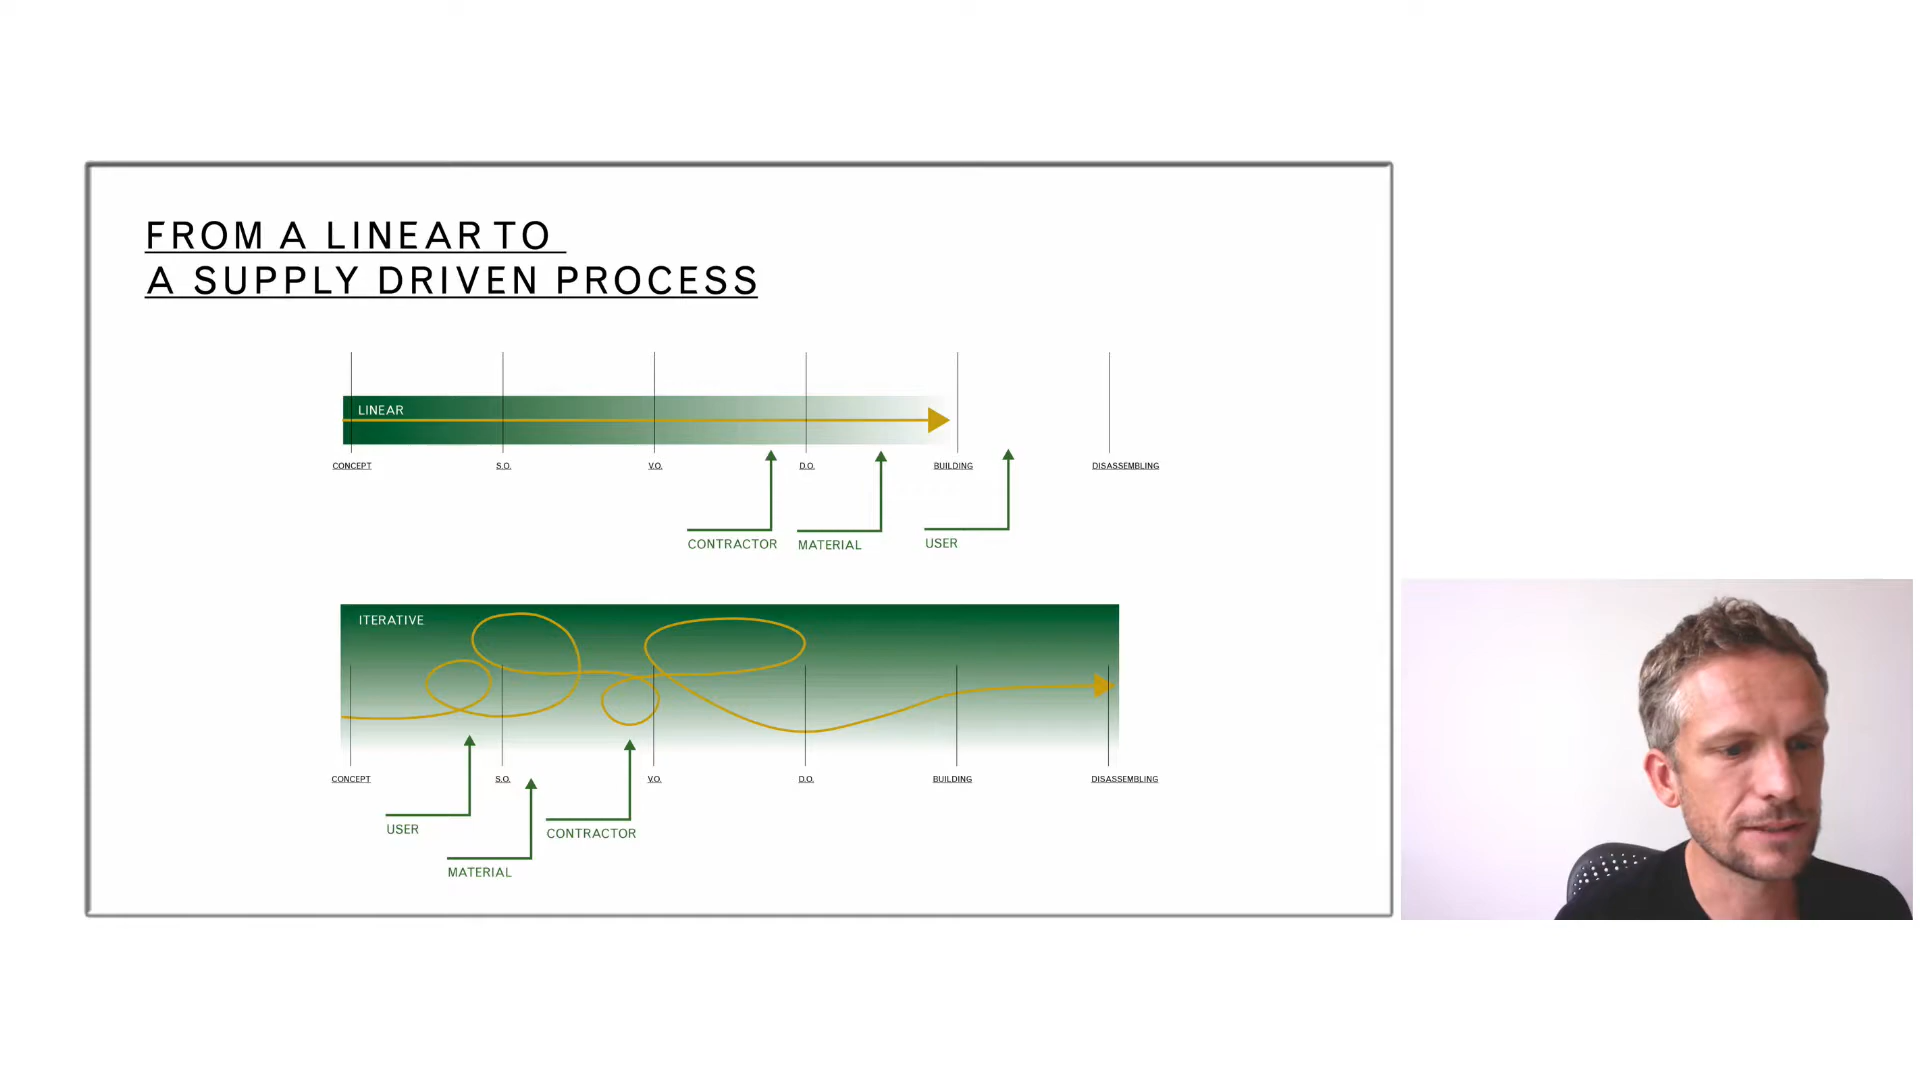 FROM A LINEAR TO
A SUPPLY DRIVEN PROCESS
LINEAR
CONCEPT S.O. V.O. D.O. BUILDING DISASSEMBLING
CONTRACTOR MATERIAL USER
ITERATIVE
CONCEPT S.O. V.O. D.O. BUILDING DISASSEMBLING
USER CONTRACTOR
MATERIAL